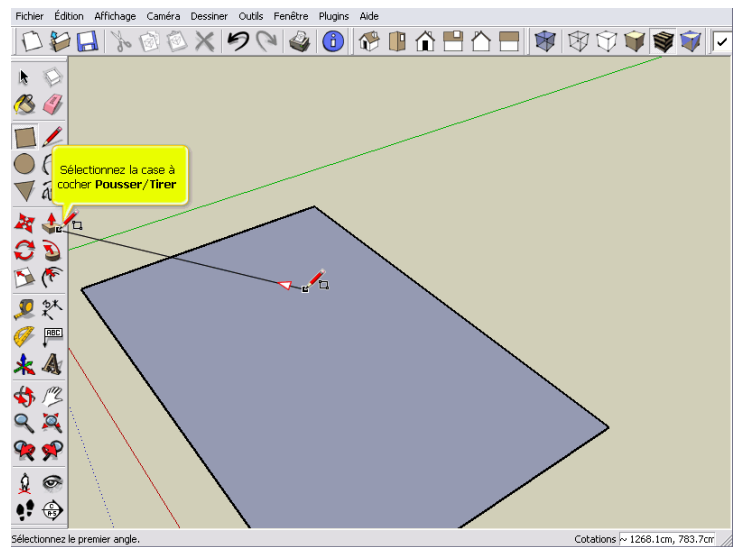 Fichier Édition Affichage Caméra Dessiner Outils Fenêtre Plugins Aide
Sélectionnez la case à
cocher Pousser/Tirer
ABC
Sélectionnez le premier angle.
Cotations ~ 1268.1cm, 783.7cm